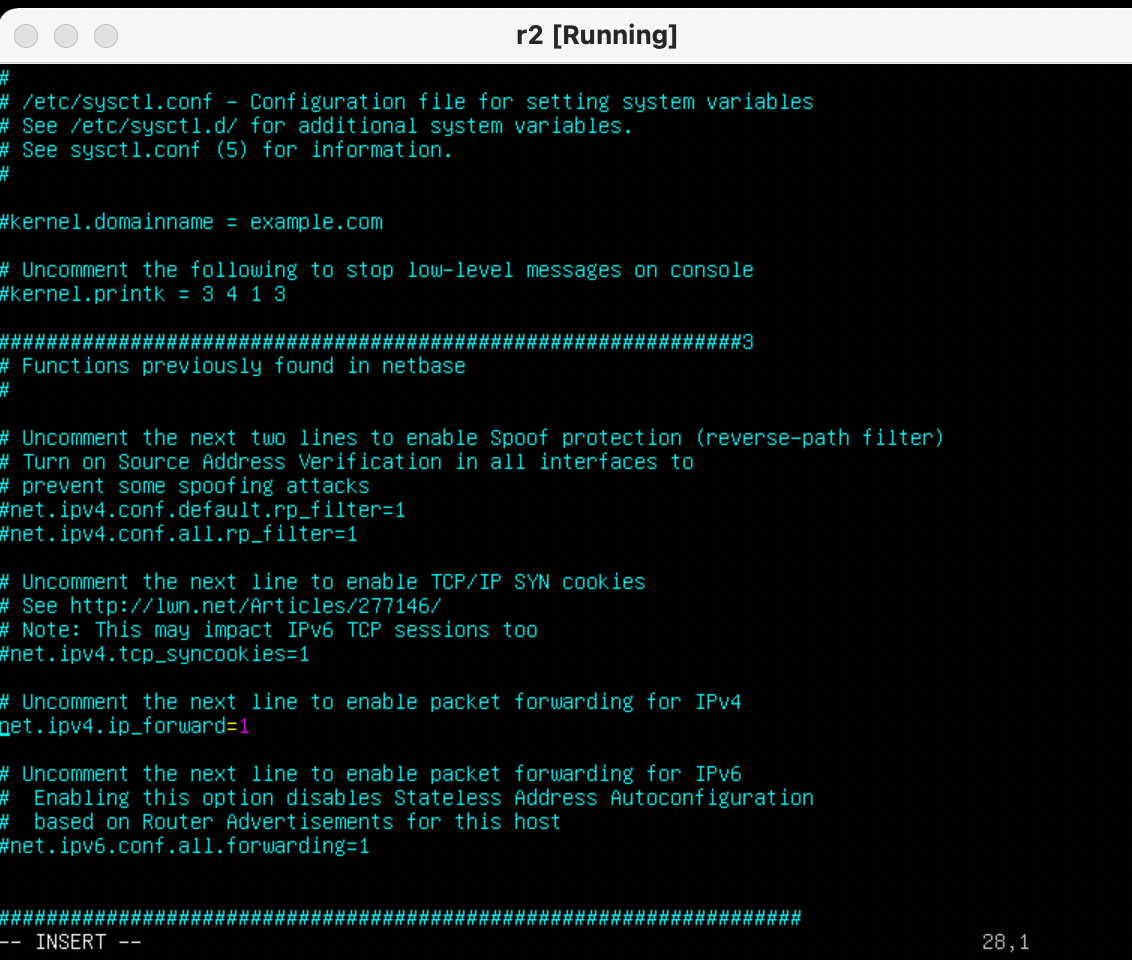 r2 [Running]
#
# /etc/sysctl.conf - Configuration file for setting system variables
# See /etc/sysctl.d/ for additional system variables.
# See sysctl.conf (5) for information.
#
#kernel.domainname = example.com
# Uncomment the following to stop low-level messages on console
#kernel.printk = 3 4 1 3
##############################################################3
# Functions previously found in netbase
#
# Uncomment the next two lines to enable Spoof protection (reverse-path filter)
# Turn on Source Address Verification in all interfaces to
# prevent some spoofing attacks
#net.ipv4.conf.default.rp_filter=1
#net.ipv4.conf.all.rp_filter=1
# Uncomment the next line to enable TCP/IP SYN cookies
# See http://lwn.net/Articles/277146/
# Note: This may impact IPv6 TCP sessions too
#net.ipv4.tcp_syncookies=1
# Uncomment the next line to enable packet forwarding for IPv4
net.ipv4.ip_forward=1
# Uncomment the next line to enable packet forwarding for IPv6
#  Enabling this option disables Stateless Address Autoconfiguration
#  based on Router Advertisements for this host
#net.ipv6.conf.all.forwarding=1
###################################################################
-- INSERT -- 28,1